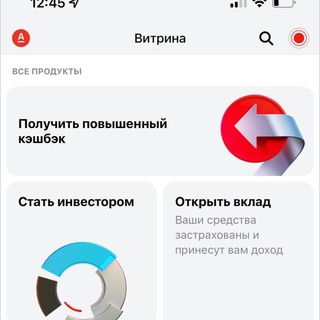 12:45
А
Витрина
ВСЕ ПРОДУКТЫ
Получить повышенный
кэшбэк
Стать инвестором
Открыть вклад
Ваши средства
застрахованы и
принесут вам доход